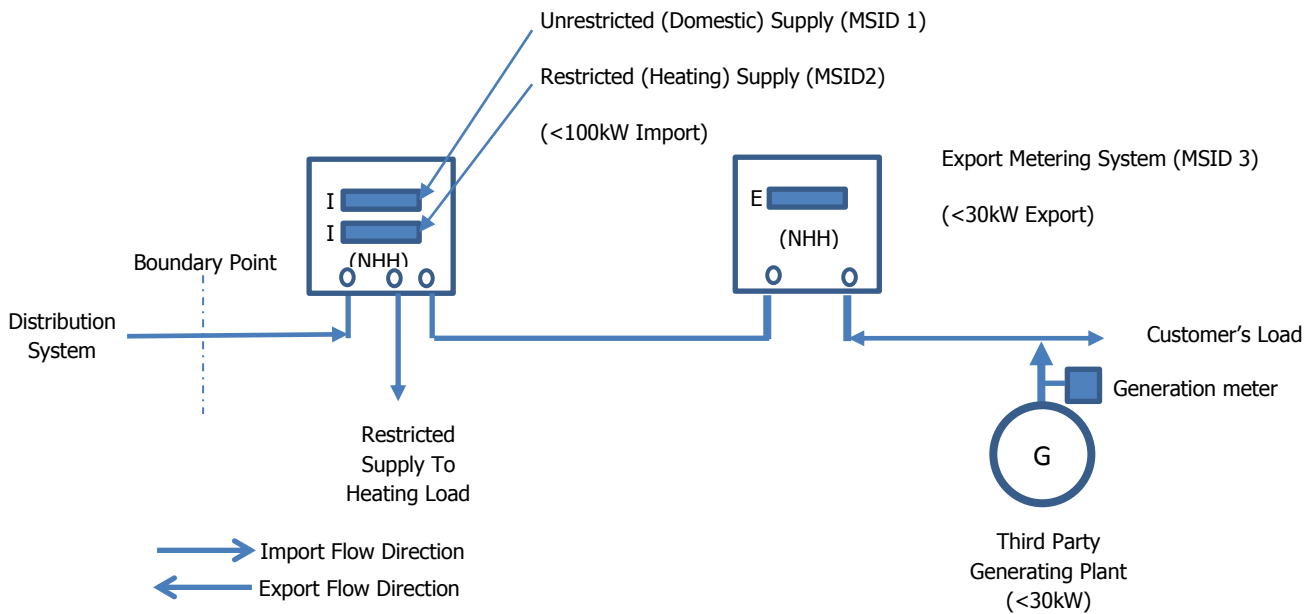 Unrestricted (Domestic) Supply (MSID 1)
Restricted (Heating) Supply (MSID2)
(<100kW Import)
Export Metering System (MSID 3)
(<30kW Export)
I
I
(NHH)
E
(NHH)
Boundary Point
Distribution
System
Customer's Load
Generation meter
G
Restricted
Supply To
Heating Load
Third Party
Generating Plant
(<30kW)
Import Flow Direction
Export Flow Direction